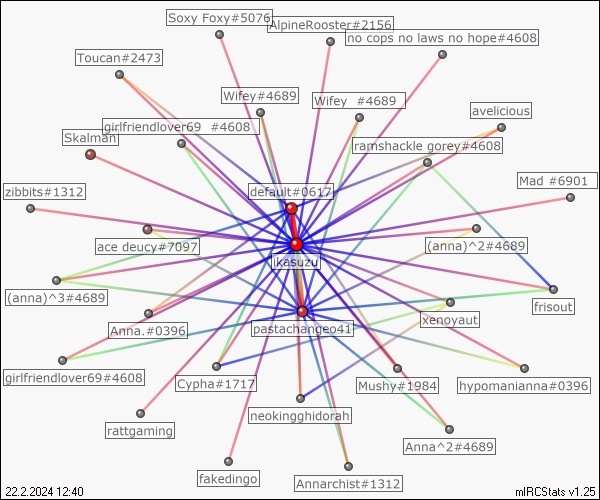 Soxy Foxy#5076
AlpineRooster#2156
no cops no laws no hope#4608
Toucan#2473
Wifey#4689
Wifey #4689
avelicious
girlfriendlover69 #4608
Skalman
ramshackle gorey#4608
default#0617
Mad #6901
zibbits#1312
ace deucy#7097
(anna)^2#4689
ikasuzu
(anna)^3#4689
frisout
Anna.#0396
pastachangeo41
xenoyaut
girlfriendlover69#4608
Cypha#1717
Mushy#1984
hypomanianna#0396
neokingghidorah
rattgaming
Anna^2#4689
fakedingo
Annarchist#1312
22.2.2024 12:40
mIRCStats v1.25